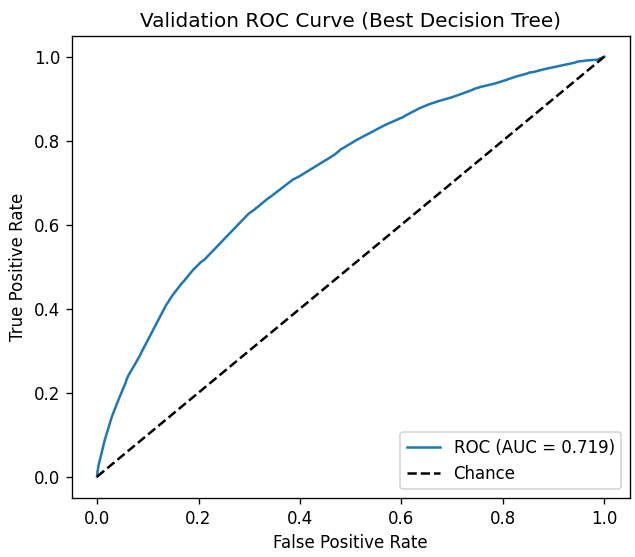 Validation ROC Curve (Best Decision Tree)
1.0
0.8
0.6
0.4
0.2
0.0
True Positive Rate
ROC (AUC = 0.719)
Chance
0.0 0.2 0.4 0.6 0.8 1.0
False Positive Rate